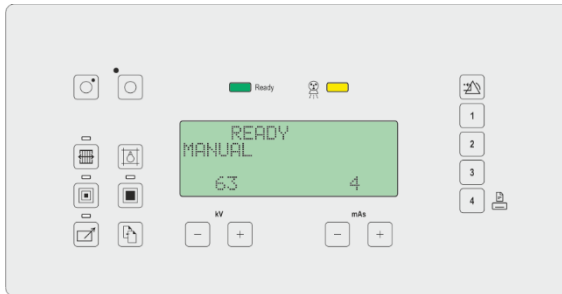 Ready
READY
MANUAL
63 4
kV mAs
- + - +
1
2
3
4